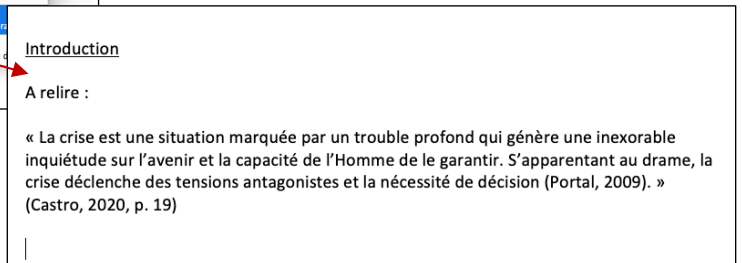 Introduction
A relire :
« La crise est une situation marquée par un trouble profond qui génère une inexorable
inquiétude sur l’avenir et la capacité de l’Homme de le garantir. S’apparentant au drame, la
crise déclenche des tensions antagonistes et la nécessité de décision (Portal, 2009). »
(Castro, 2020, p. 19)